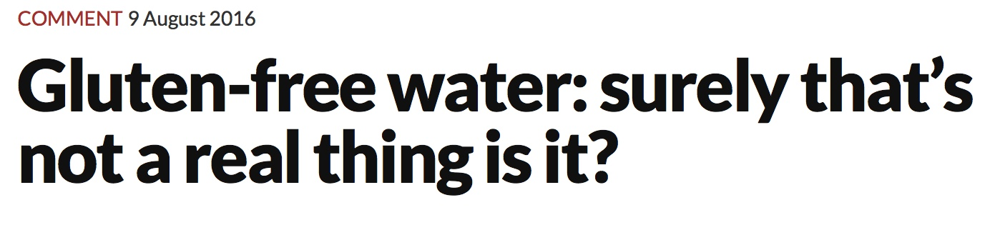 COMMENT 9 August 2016
Gluten-free water: surely that’s
not a real thing is it?